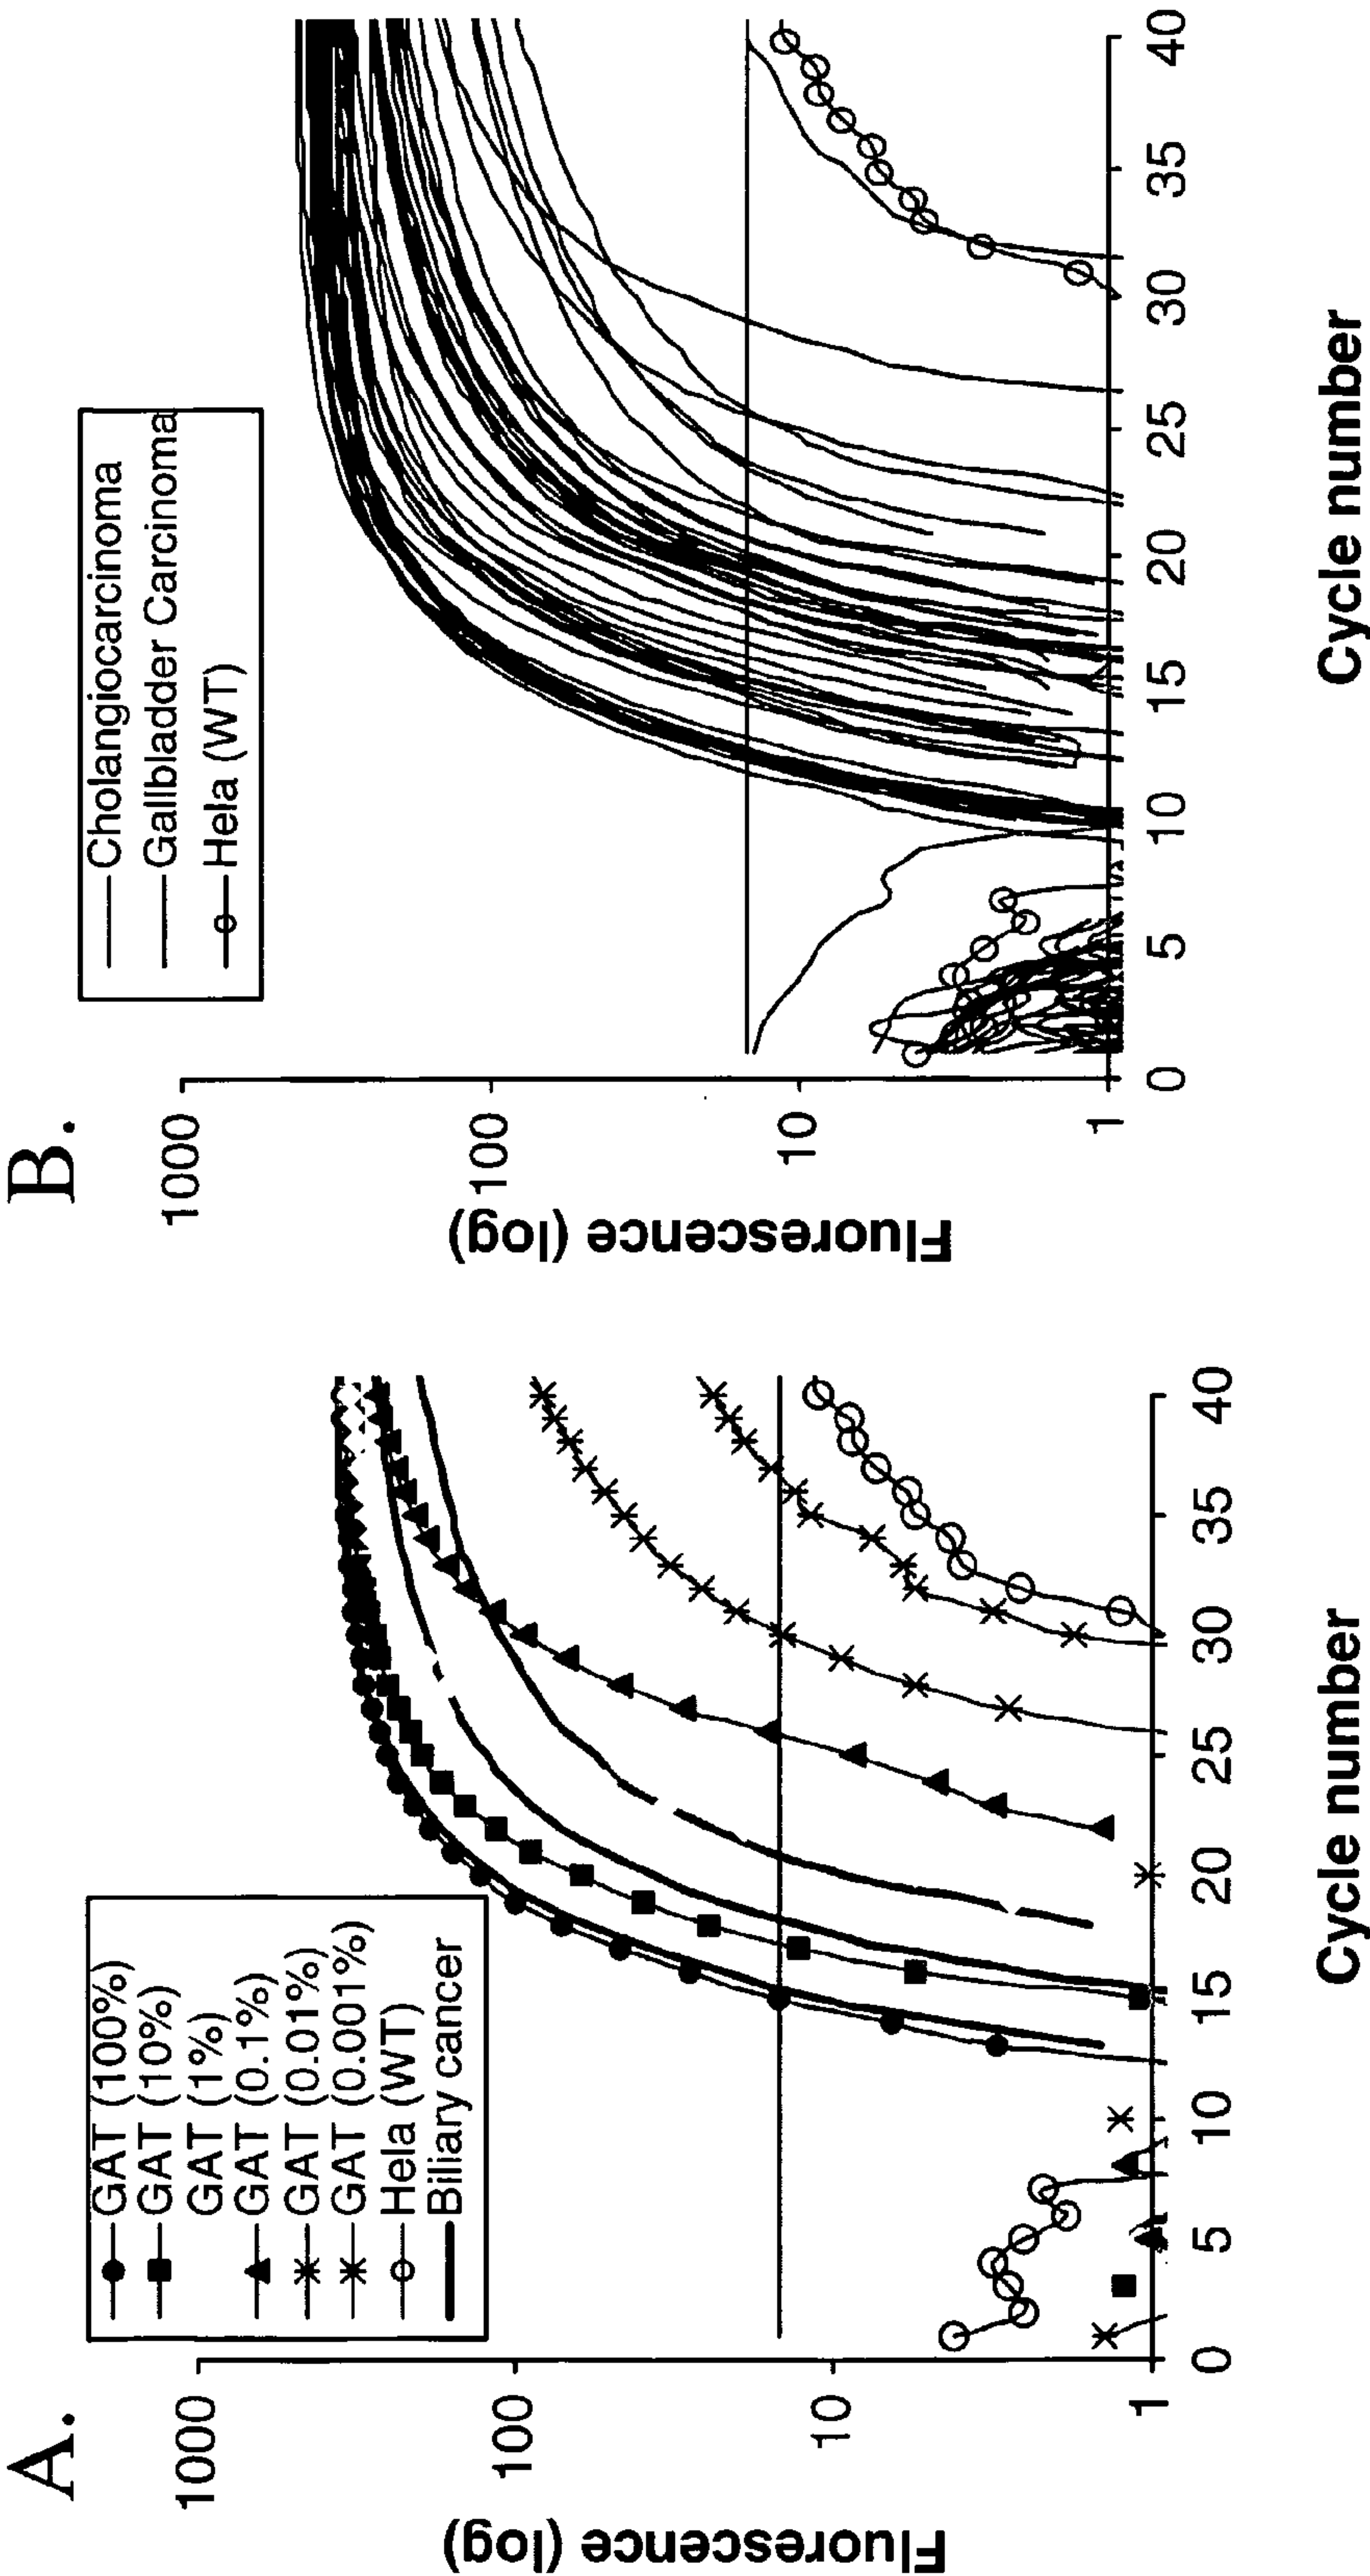 A.
Fluorescence (log)
1000
100
10
1
GAT (100%)
GAT (10%)
GAT (1%)
GAT (0.1%)
GAT (0.01%)
GAT (0.001%)
Hela (WT)
Biliary cancer
0 5 10 15 20 25 30 35 40
Cycle number
B.
Fluorescence (log)
1000
100
10
1
Cholangiocarcinoma
Gallbladder Carcinoma
Hela (WT)
0 5 10 15 20 25 30 35 40
Cycle number